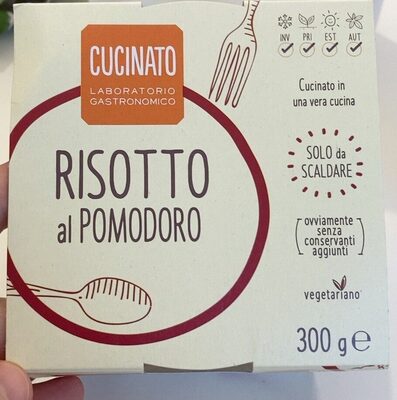 CUCINATO
LABORATORIO
GASTRONOMICO
INV PRI EST AUT
Cucinato in
una vera cucina
RISOTTO
al POMODORO
SOLO da
SCALDARE
ovviamente
senza
conservanti
aggiunti
vegetariano
300 g e